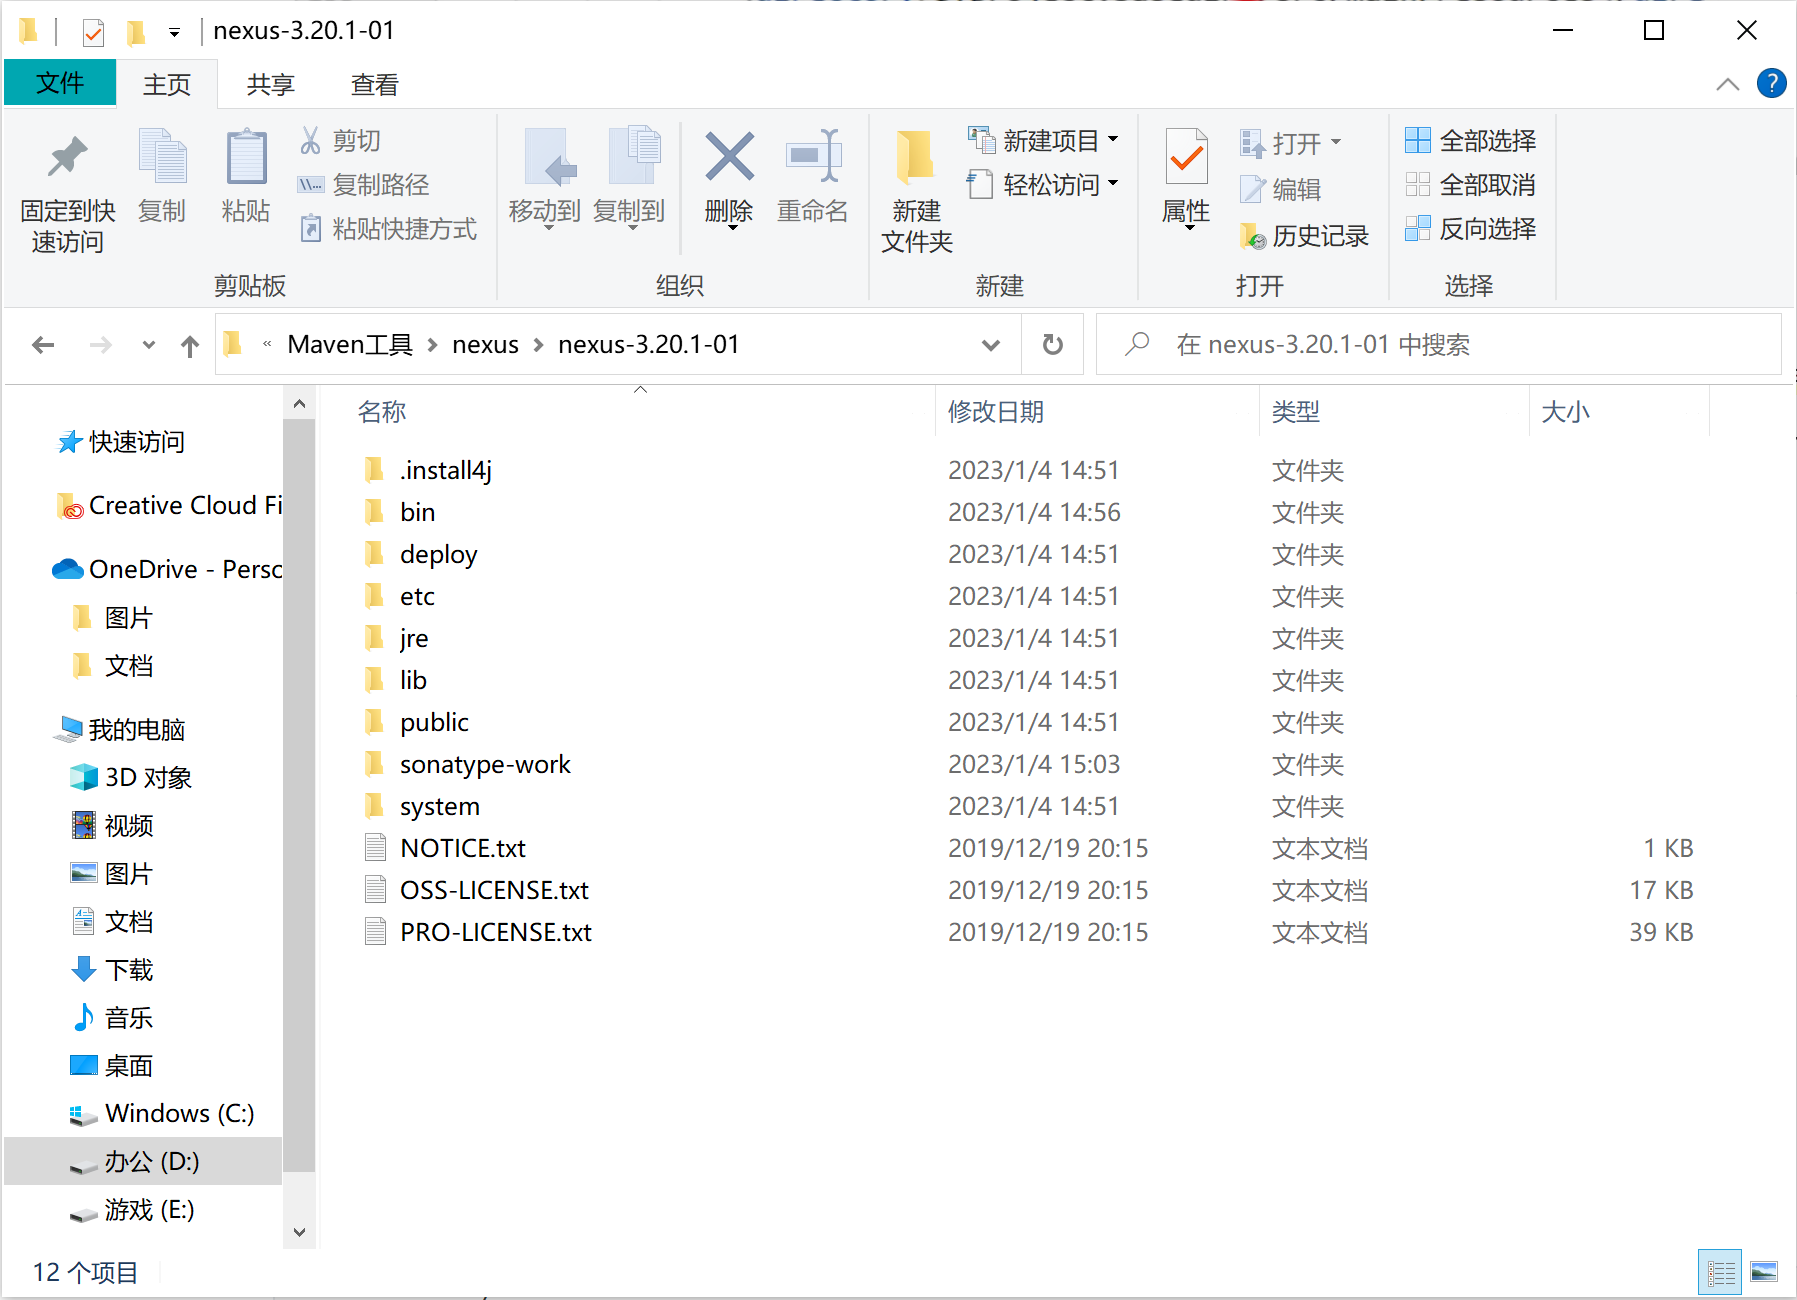 nexus-3.20.1-01
文件
主页
共享
查看
固定到快
速访问
复制
粘贴
剪切
复制路径
粘贴快捷方式
剪贴板
移动到
复制到
删除
重命名
组织
新建
文件夹
新建项目
轻松访问
新建
属性
打开
编辑
历史记录
打开
全部选择
全部取消
反向选择
选择
« Maven工具 > nexus > nexus-3.20.1-01
在 nexus-3.20.1-01 中搜索
快速访问
Creative Cloud Fi
OneDrive - Persc
图片
文档
我的电脑
3D 对象
视频
图片
文档
下载
音乐
桌面
Windows (C:)
办公 (D:)
游戏 (E:)
名称 修改日期 类型 大小
.install4j 2023/1/4 14:51 文件夹
bin 2023/1/4 14:56 文件夹
deploy 2023/1/4 14:51 文件夹
etc 2023/1/4 14:51 文件夹
jre 2023/1/4 14:51 文件夹
lib 2023/1/4 14:51 文件夹
public 2023/1/4 14:51 文件夹
sonatype-work 2023/1/4 15:03 文件夹
system 2023/1/4 14:51 文件夹
NOTICE.txt 2019/12/19 20:15 文本文档 1 KB
OSS-LICENSE.txt 2019/12/19 20:15 文本文档 17 KB
PRO-LICENSE.txt 2019/12/19 20:15 文本文档 39 KB
12 个项目